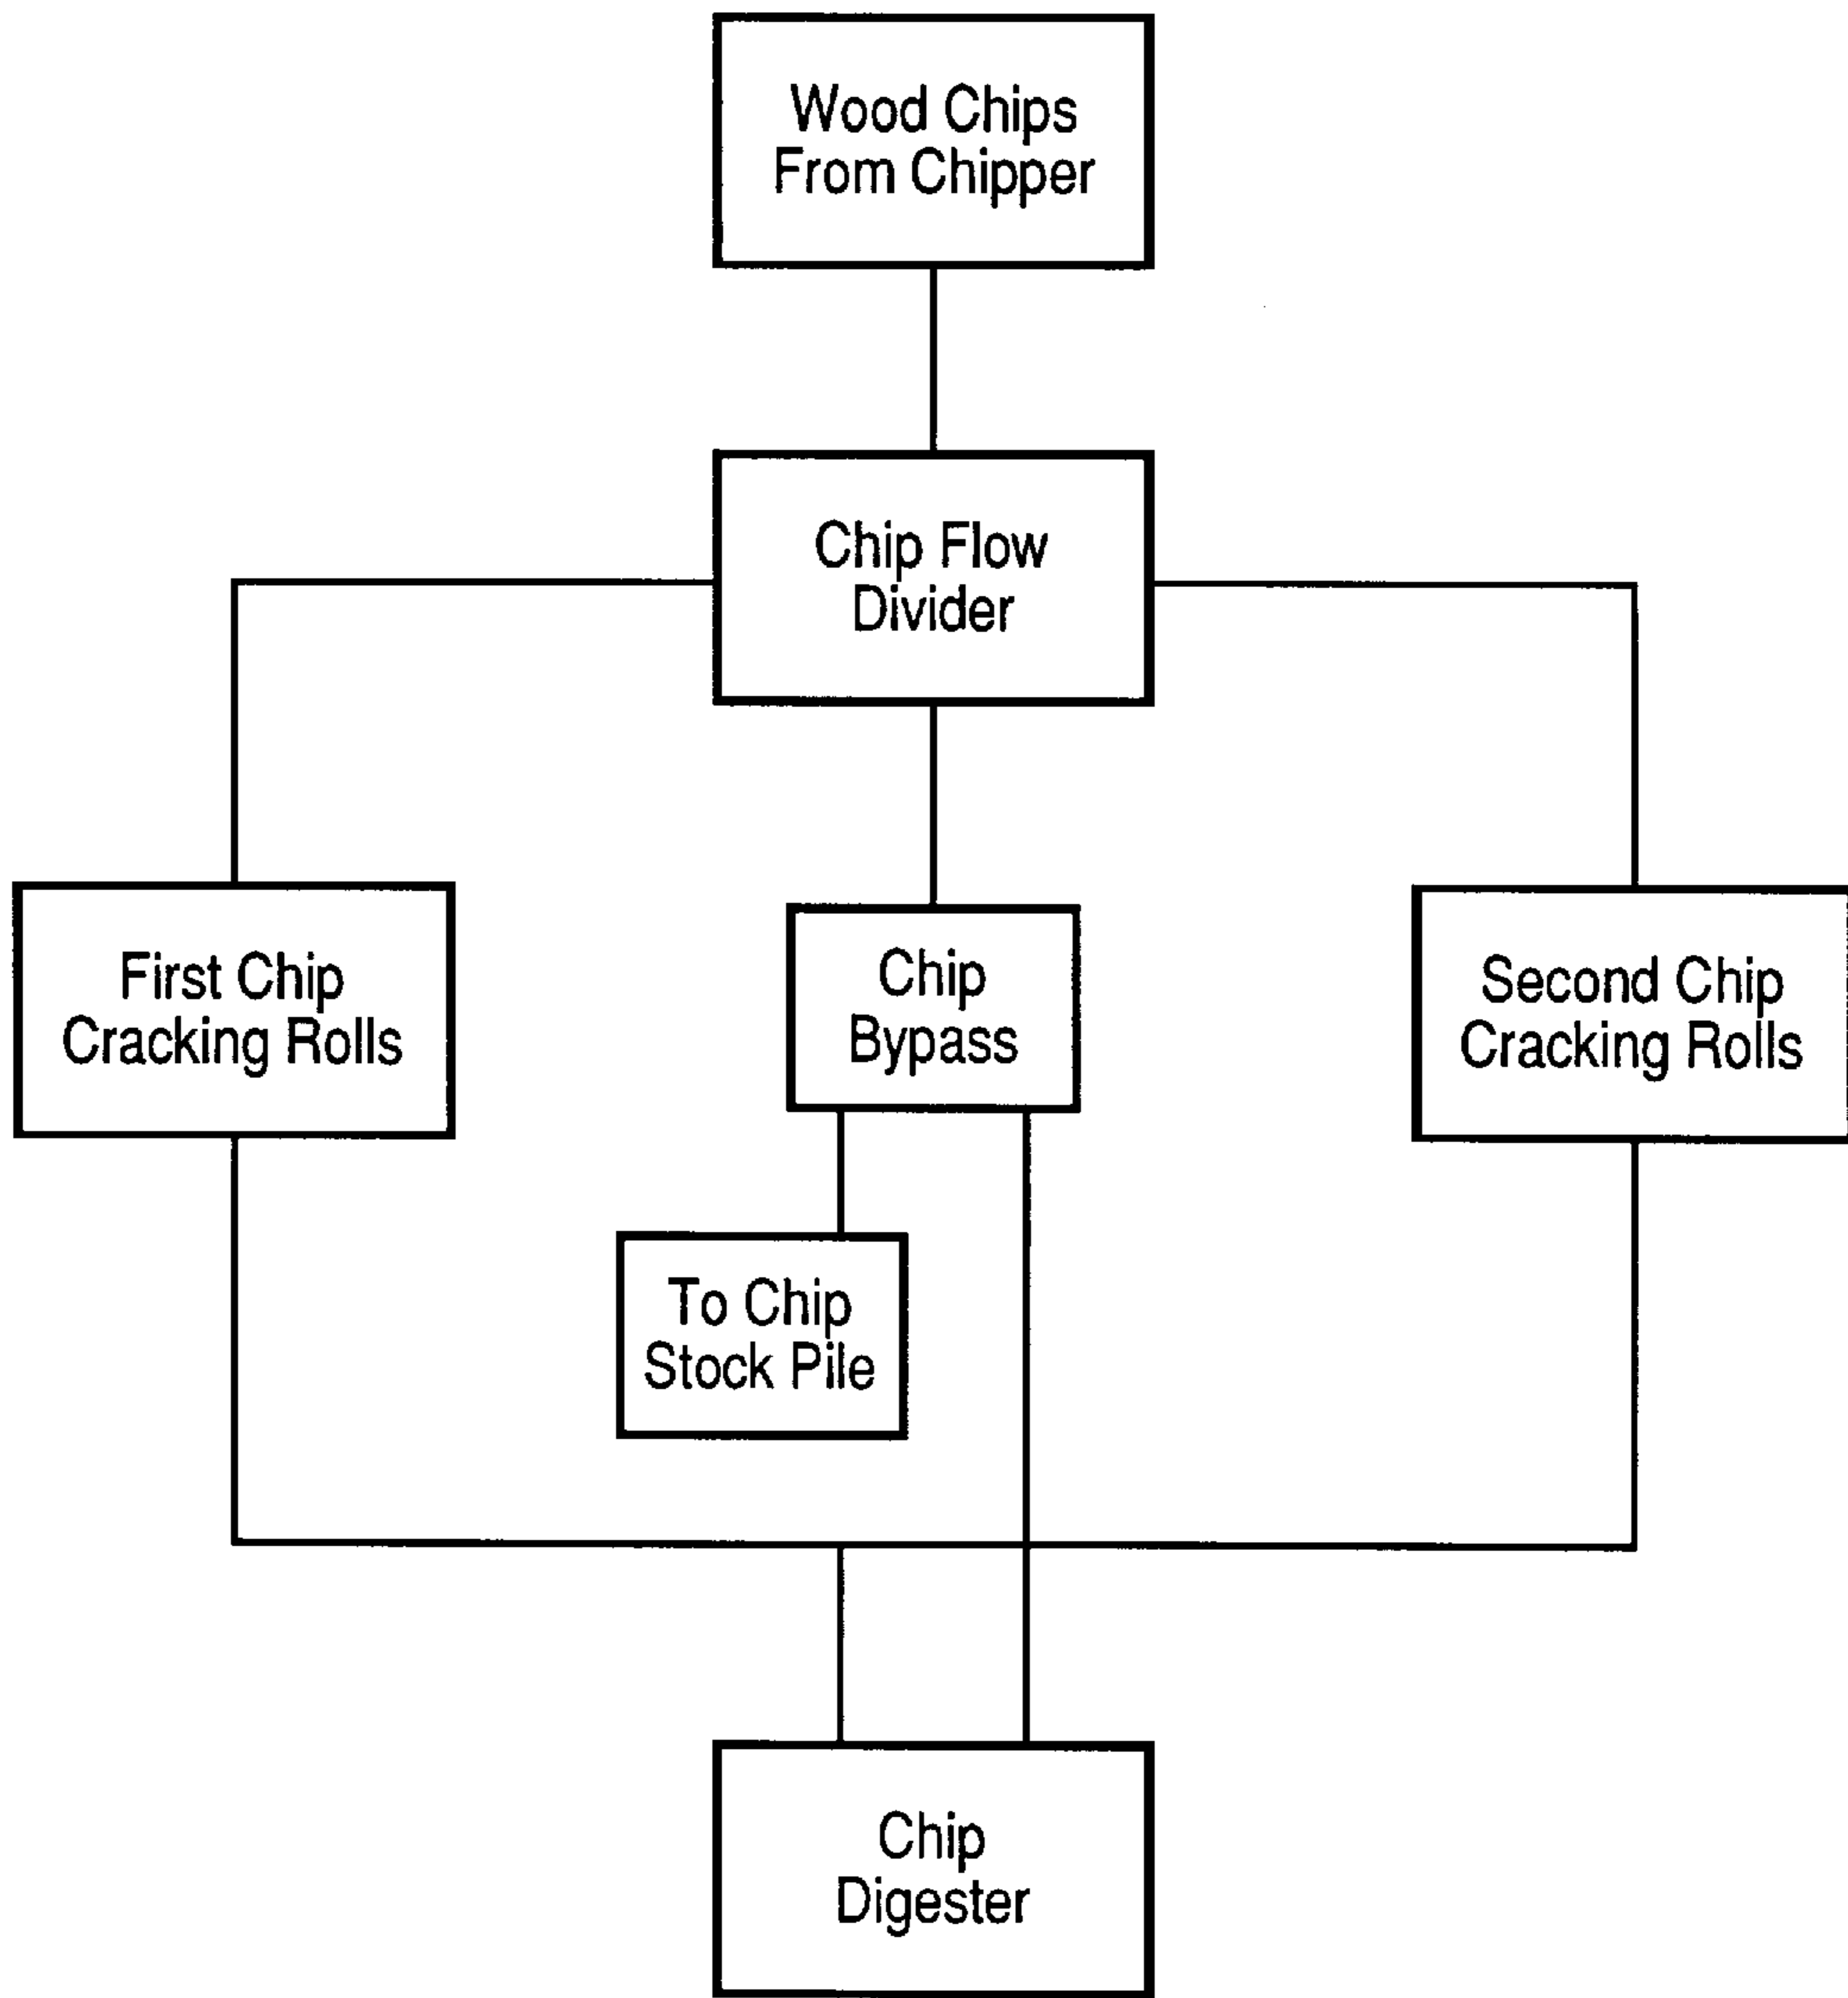 Wood Chips
From Chipper
Chip Flow
Divider
First Chip
Cracking Rolls
Chip
Bypass
Second Chip
Cracking Rolls
To Chip
Stock Pile
Chip
Digester